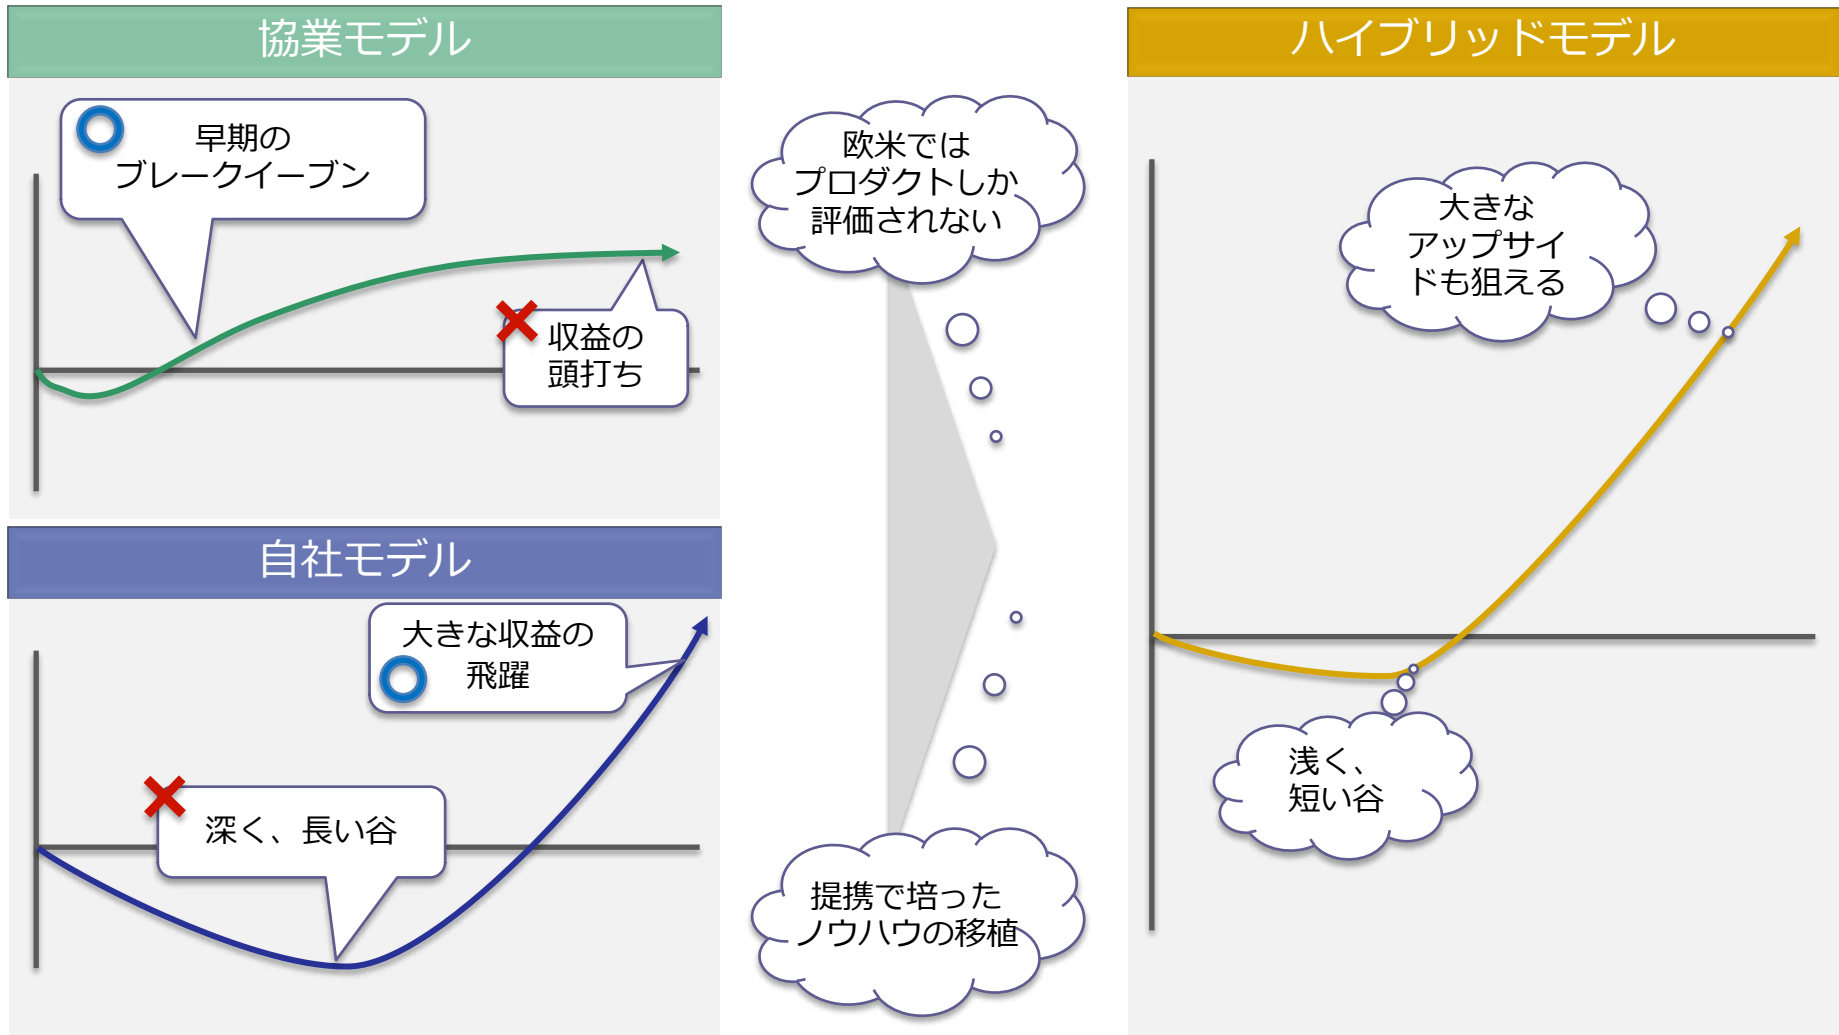 協業モデル
早期の
ブレークイーブン
収益の
頭打ち
自社モデル
大きな収益の
飛躍
深く、長い谷
欧米では
プロダクトしか
評価されない
提携で培った
ノウハウの移植
ハイブリッドモデル
大きな
アップサイ
ドも狙える
浅く、
短い谷